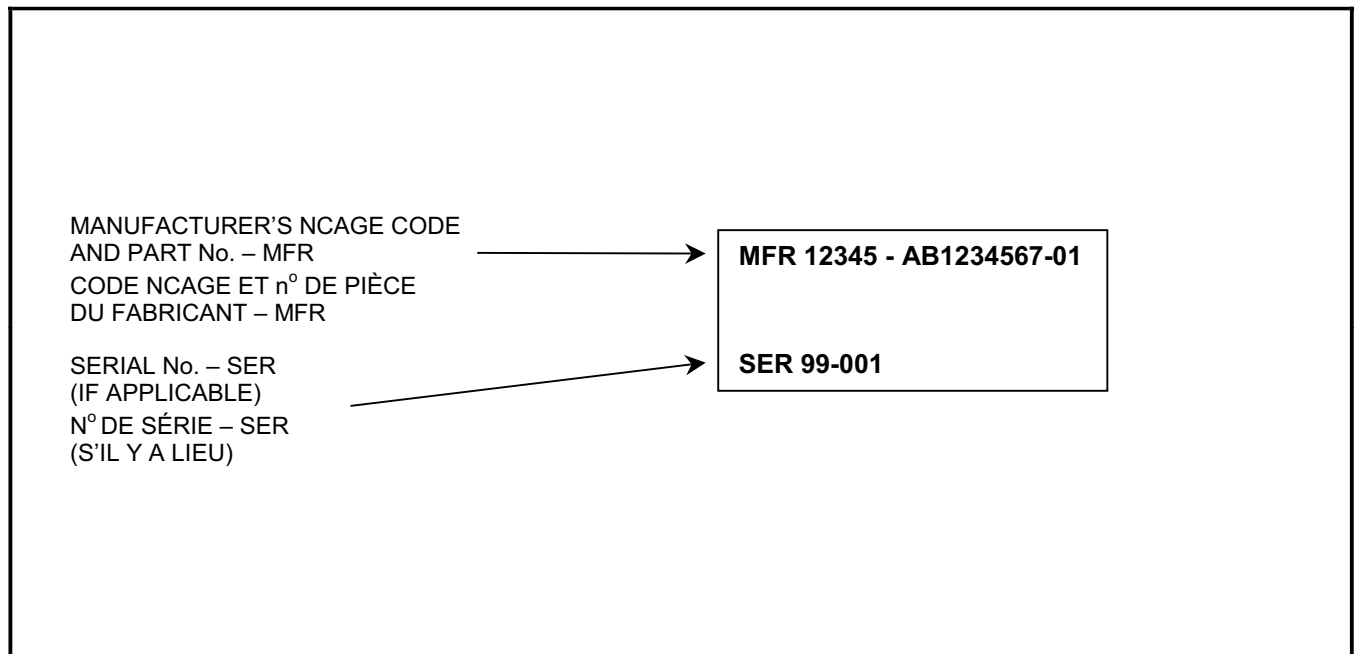 MANUFACTURER'S NCAGE CODE
AND PART No. – MFR
CODE NCAGE ET nº DE PIÈCE
DU FABRICANT – MFR
MFR 12345 - AB1234567-01
SERIAL No. – SER
(IF APPLICABLE)
Nº DE SÉRIE – SER
(S'IL Y A LIEU)
SER 99-001